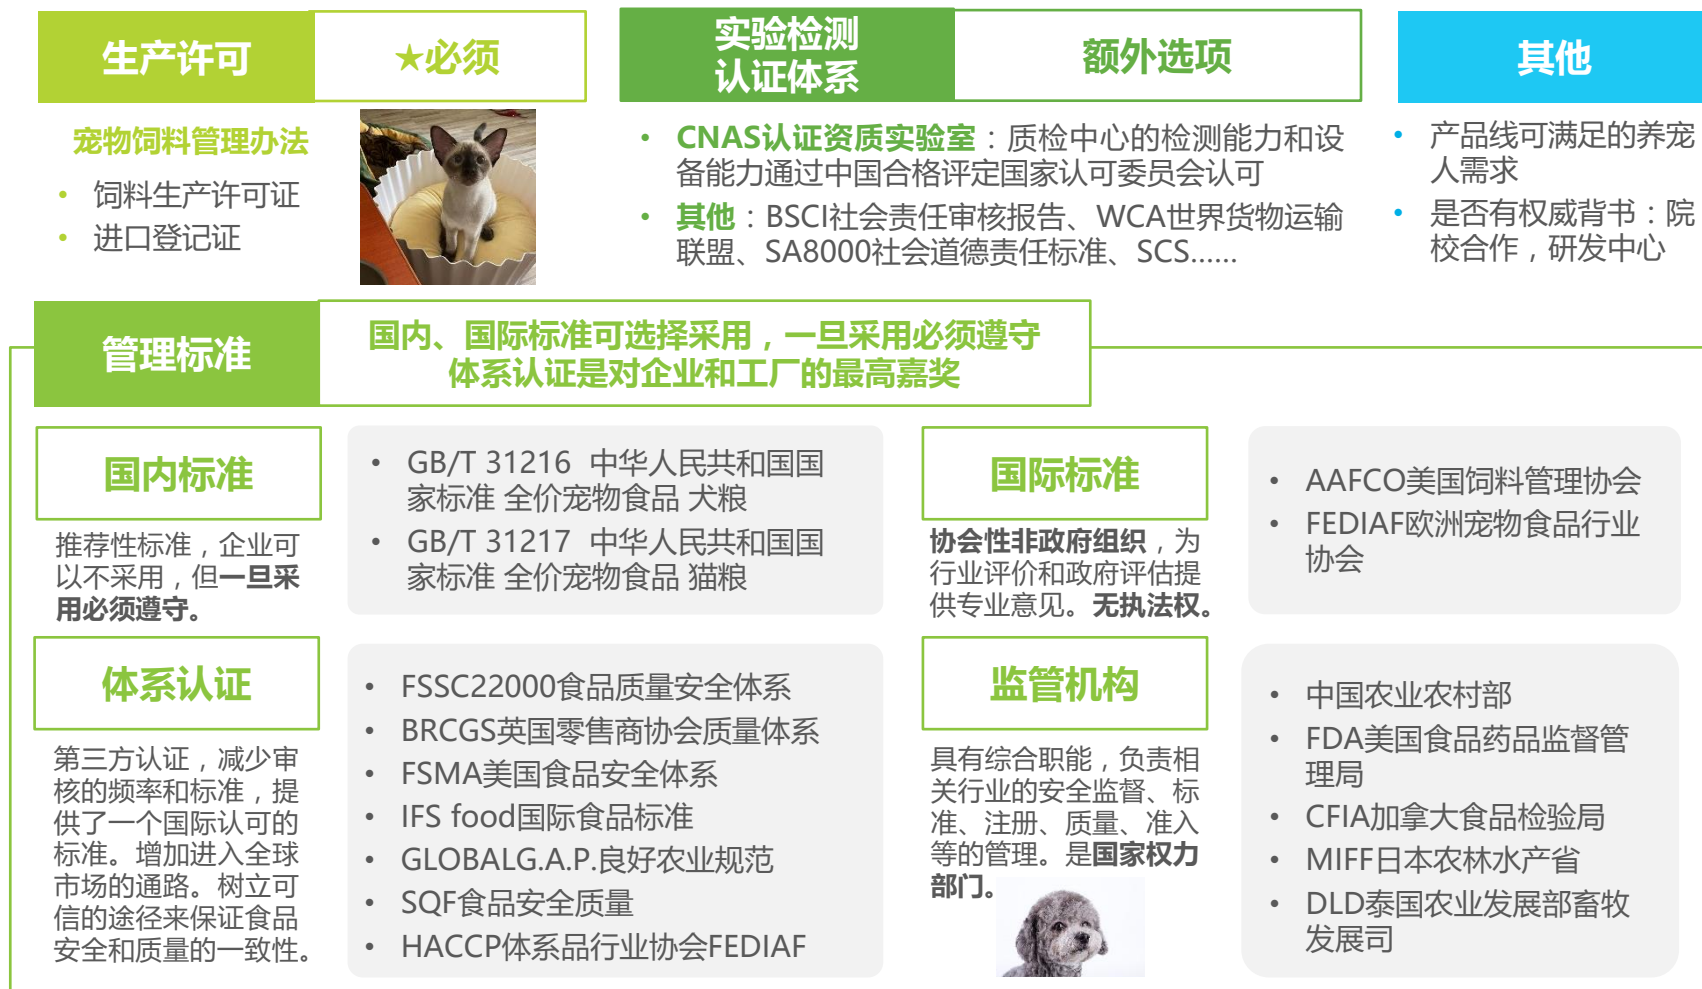 生产许可
★必须
宠物饲料管理办法
• 饲料生产许可证
• 进口登记证
实验检测
认证体系
额外选项
• CNAS认证资质实验室：质检中心的检测能力和设
备能力通过中国合格评定国家认可委员会认可
• 其他：BSCI社会责任审核报告、WCA世界货物运输
联盟、SA8000社会道德责任标准、SCS......
其他
• 产品线可满足的养宠
人需求
• 是否有权威背书：院
校合作，研发中心
管理标准
国内、国际标准可选择采用，一旦采用必须遵守
体系认证是对企业和工厂的最高嘉奖
国内标准
推荐性标准，企业可
以不采用，但一旦采
用必须遵守。
• GB/T 31216 中华人民共和国国
家标准 全价宠物食品 犬粮
• GB/T 31217 中华人民共和国国
家标准 全价宠物食品 猫粮
国际标准
协会性非政府组织，为
行业评价和政府评估提
供专业意见。无执法权。
• AAFCO美国饲料管理协会
• FEDIAF欧洲宠物食品行业
协会
体系认证
第三方认证，减少审
核的频率和标准，提
供了一个国际认可的
标准。增加进入全球
市场的通路。树立可
信的途径来保证食品
安全和质量的一致性。
• FSSC22000食品质量安全体系
• BRCGS英国零售商协会质量体系
• FSMA美国食品安全体系
• IFS food国际食品标准
• GLOBALG.A.P.良好农业规范
• SQF食品安全质量
• HACCP体系品行业协会FEDIAF
监管机构
具有综合职能，负责相
关行业的安全监督、标
准、注册、质量、准入
等的管理。是国家权力
部门。
• 中国农业农村部
• FDA美国食品药品监督管
理局
• CFIA加拿大食品检验局
• MIFF日本农林水产省
• DLD泰国农业发展部畜牧
发展司